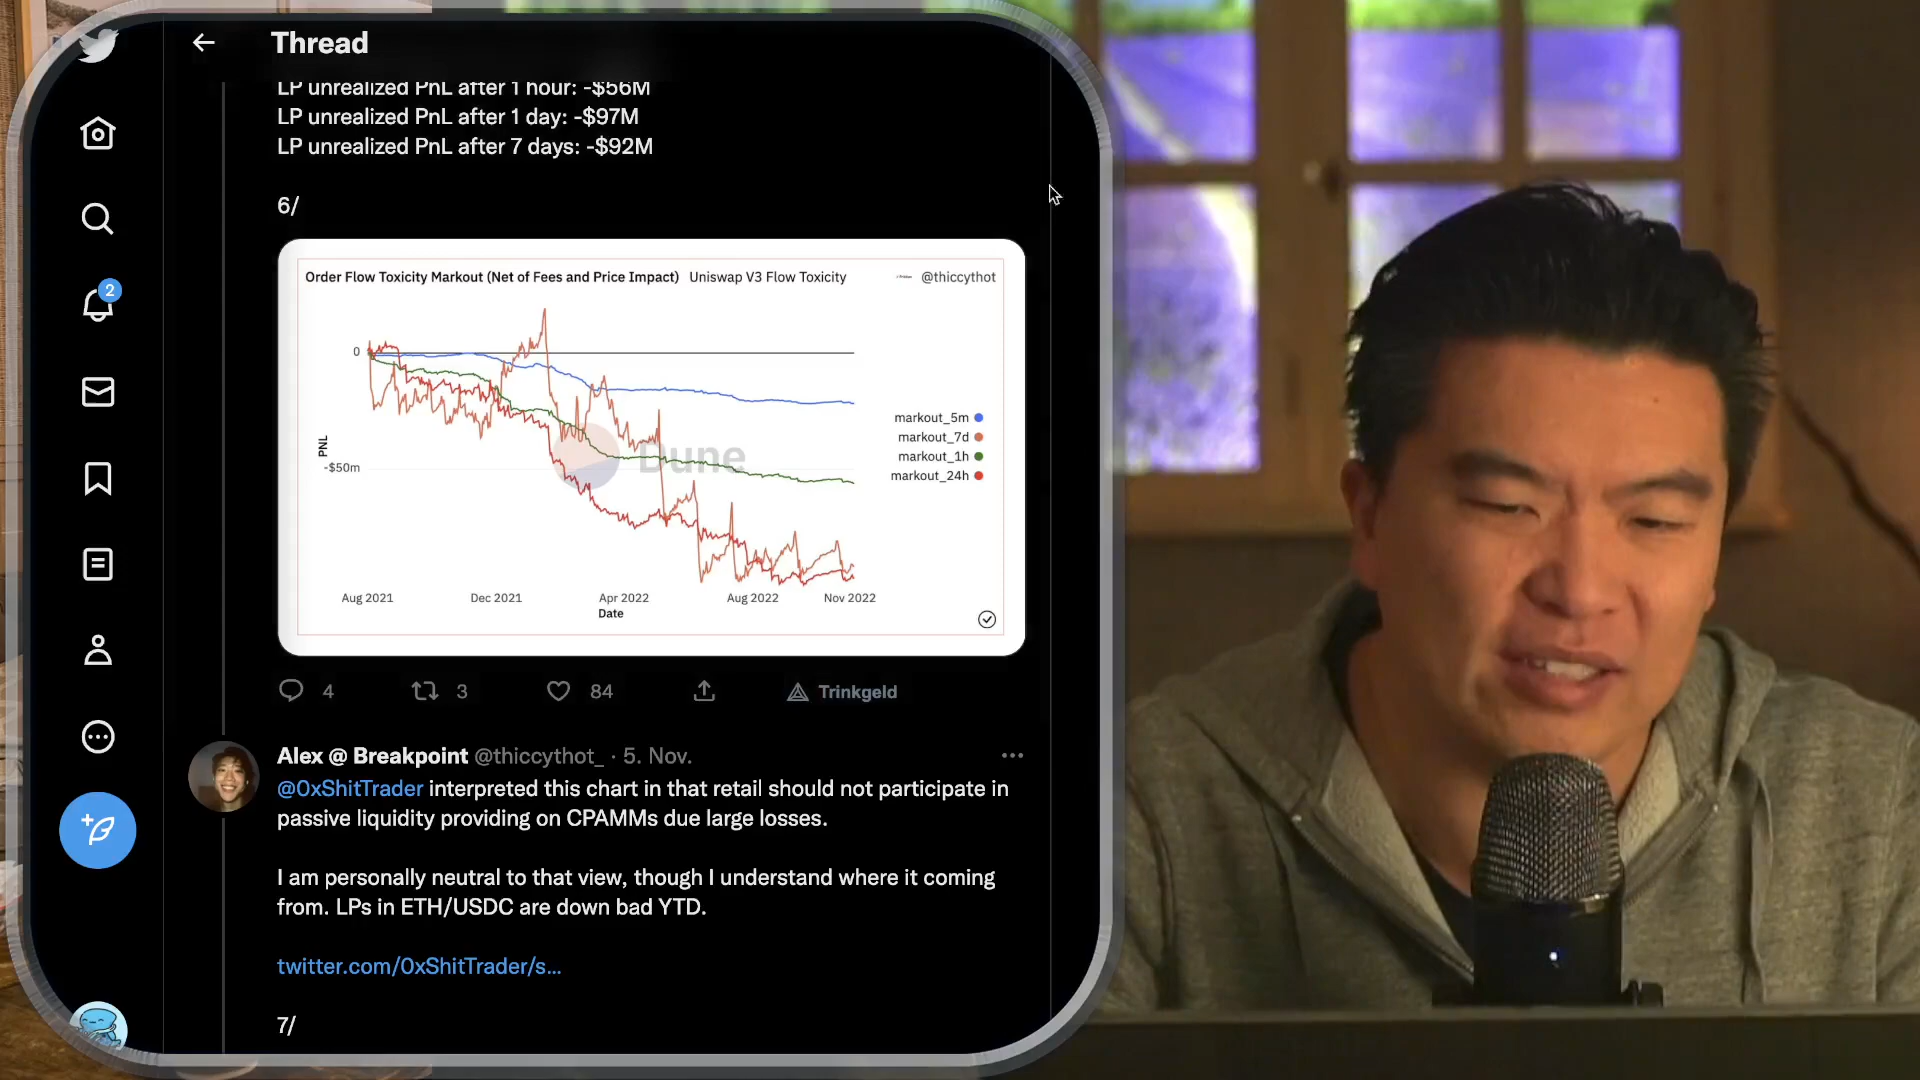 Thread
LP unrealized PnL after 1 hour: -$56M
LP unrealized PnL after 1 day: -$97M
LP unrealized PnL after 7 days: -$92M
6/
Order Flow Toxicity Markout (Net of Fees and Price Impact) Uniswap V3 Flow Toxicity
@thiccythot
0
-$50m
PNL
Dune
markout_5m
markout_7d
markout_1h
markout_24h
Aug 2021 Dec 2021 Apr 2022 Aug 2022 Nov 2022
Date
4 3 84 Trinkgeld
2
Alex @ Breakpoint @thiccythot_ · 5. Nov.
@0xShitTrader interpreted this chart in that retail should not participate in
passive liquidity providing on CPAMMs due large losses.
I am personally neutral to that view, though I understand where it coming
from. LPs in ETH/USDC are down bad YTD.
twitter.com/0xShitTrader/s...
7/